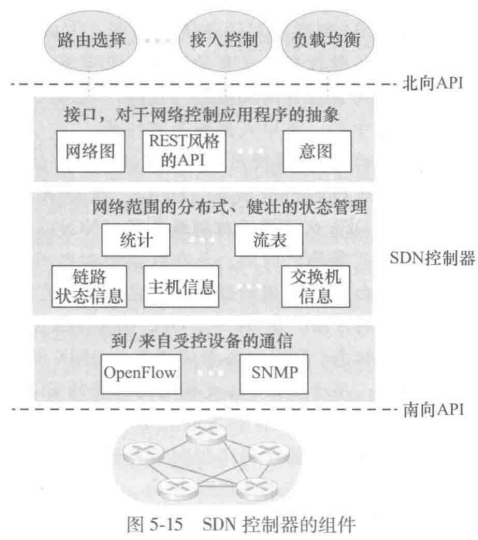 路由选择
接入控制
负载均衡
北向API
接口，对于网络控制应用程序的抽象
网络图
REST风格
的API
意图
网络范围的分布式、健壮的状态管理
统计
流表
SDN控制器
链路
状态信息
主机信息
交换机
信息
到/来自受控设备的通信
OpenFlow
SNMP
南向API
图 5-15 SDN 控制器的组件